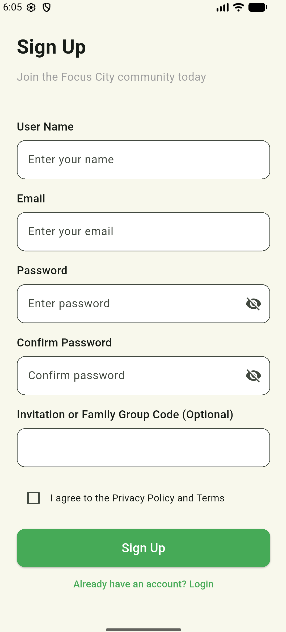 6:05
Sign Up
Join the Focus City community today
User Name
Enter your name
Email
Enter your email
Password
Enter password
Confirm Password
Confirm password
Invitation or Family Group Code (Optional)
I agree to the Privacy Policy and Terms
Sign Up
Already have an account? Login